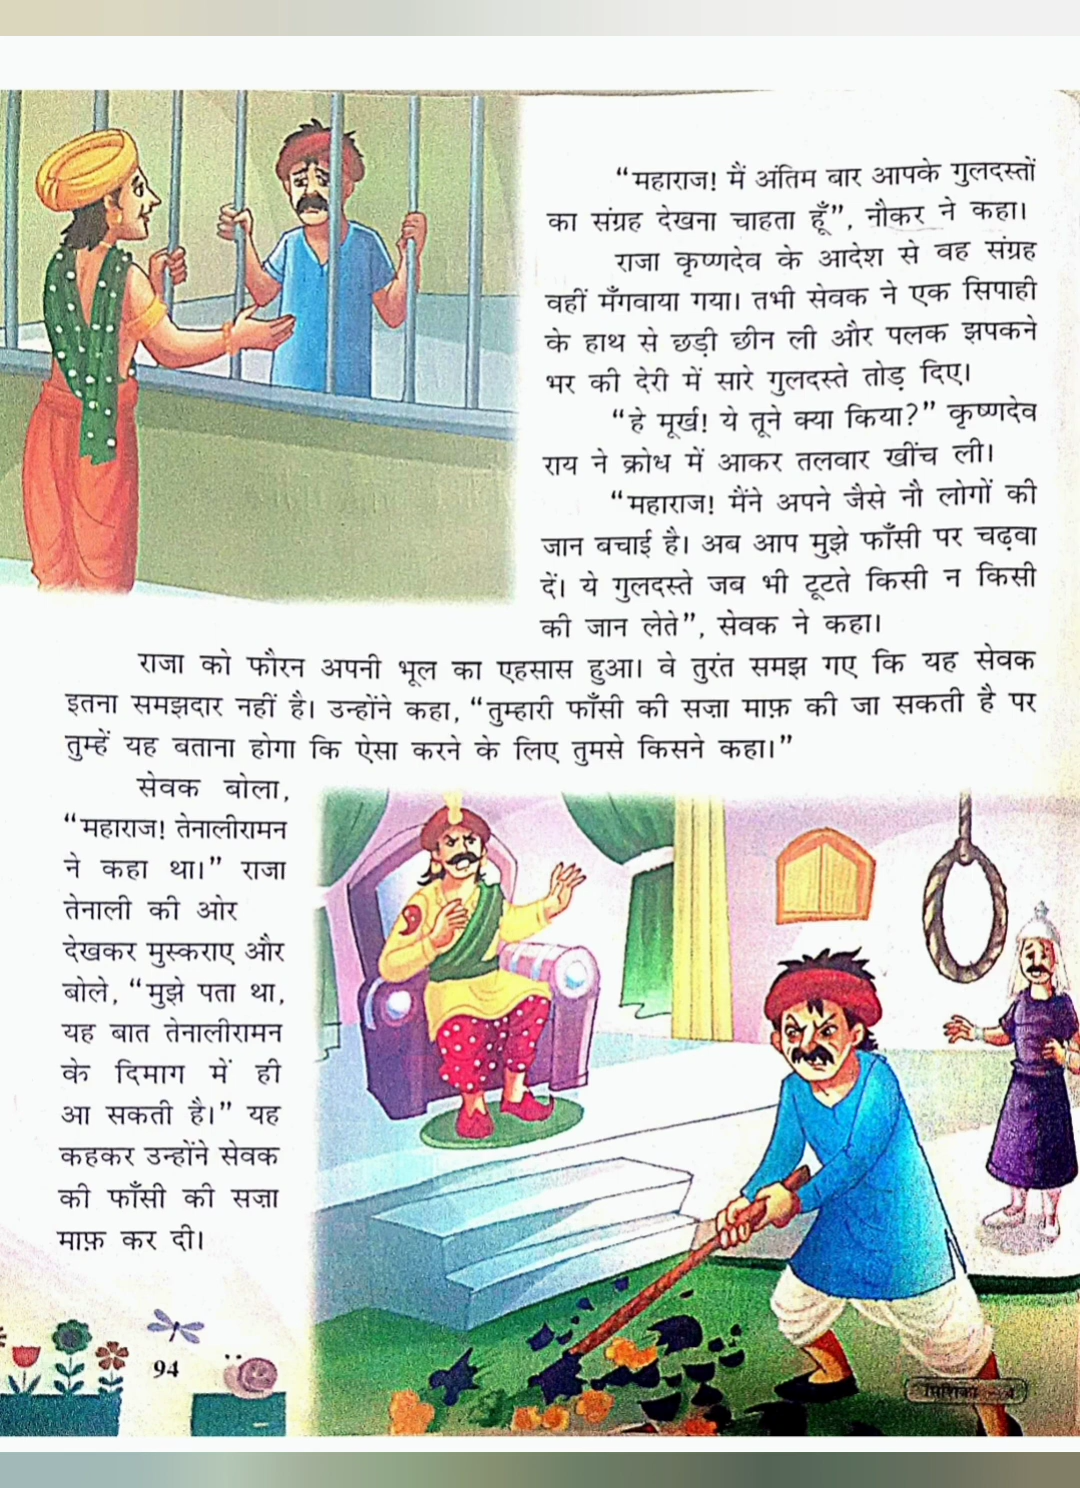 “महाराज! मैं अंतिम बार आपके गुलदस्तों
का संग्रह देखना चाहता हूँ”, नौकर ने कहा।
राजा कृष्णदेव के आदेश से वह संग्रह
वहीं मँगवाया गया। तभी सेवक ने एक सिपाही
के हाथ से छड़ी छीन ली और पलक झपकने
भर की देरी में सारे गुलदस्ते तोड़ दिए।
“हे मूर्ख! ये तूने क्या किया?” कृष्णदेव
राय ने क्रोध में आकर तलवार खींच ली।
“महाराज! मैंने अपने जैसे नौ लोगों की
जान बचाई है। अब आप मुझे फाँसी पर चढ़वा
दें। ये गुलदस्ते जब भी टूटते किसी न किसी
की जान लेते”, सेवक ने कहा।
राजा को फौरन अपनी भूल का एहसास हुआ। वे तुरंत समझ गए कि यह सेवक
इतना समझदार नहीं है। उन्होंने कहा, “तुम्हारी फाँसी की सज़ा माफ़ की जा सकती है पर
तुम्हें यह बताना होगा कि ऐसा करने के लिए तुमसे किसने कहा।”
सेवक बोला,
“महाराज! तेनालीरामन
ने कहा था।” राजा
तेनाली की ओर
देखकर मुस्कराए और
बोले, “मुझे पता था,
यह बात तेनालीरामन
के दिमाग में ही
आ सकती है।” यह
कहकर उन्होंने सेवक
की फाँसी की सज़ा
माफ़ कर दी।
94